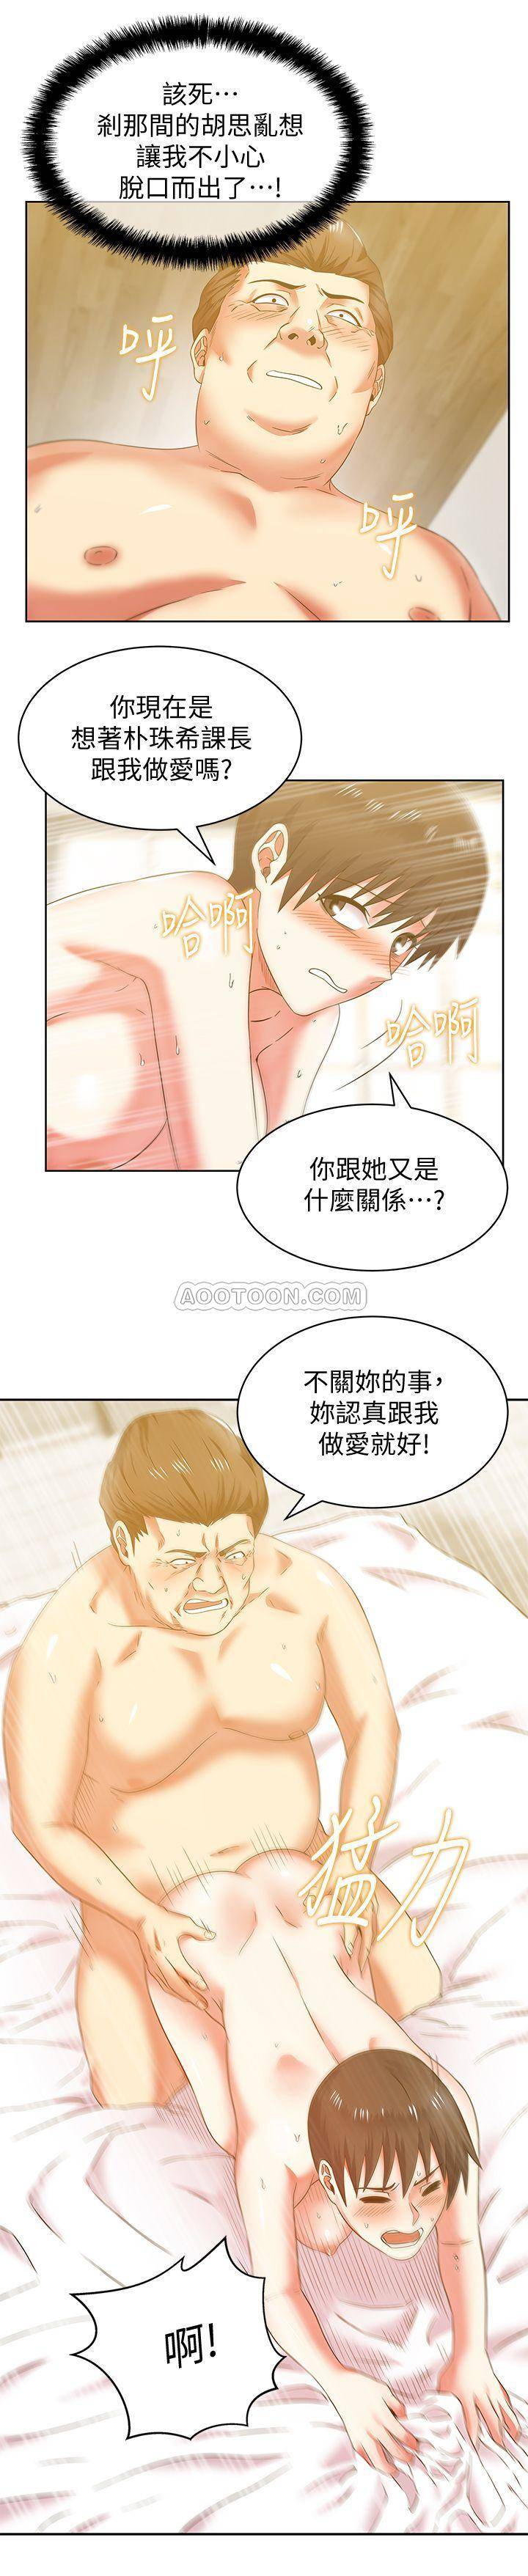 該死…
剎那間的胡思亂想
讓我不小心
脫口而出了…!
呼
呼
你現在是
想著朴珠希課長
跟我做愛嗎?
哈啊
哈啊
你跟她又是
什麼關係…?
AOOTOON.COM
不關妳的事，
妳認真跟我
做愛就好!
猛力
啊!